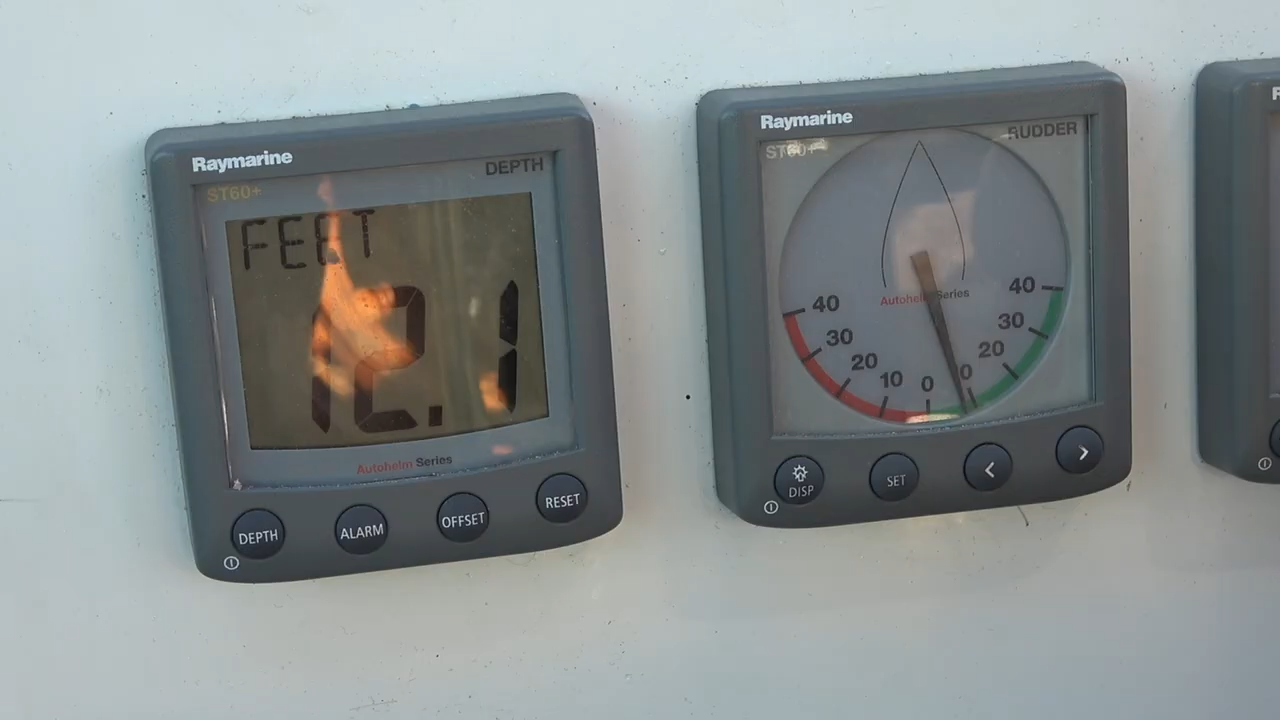 Raymarine
ST60+
DEPTH
FEET
12.1
Autohelm Series
DEPTH
ALARM
OFFSET
RESET
Raymarine
ST60+
RUDDER
Autohelm Series
40
30
20
10
0
20
30
40
DISP
SET
<
>